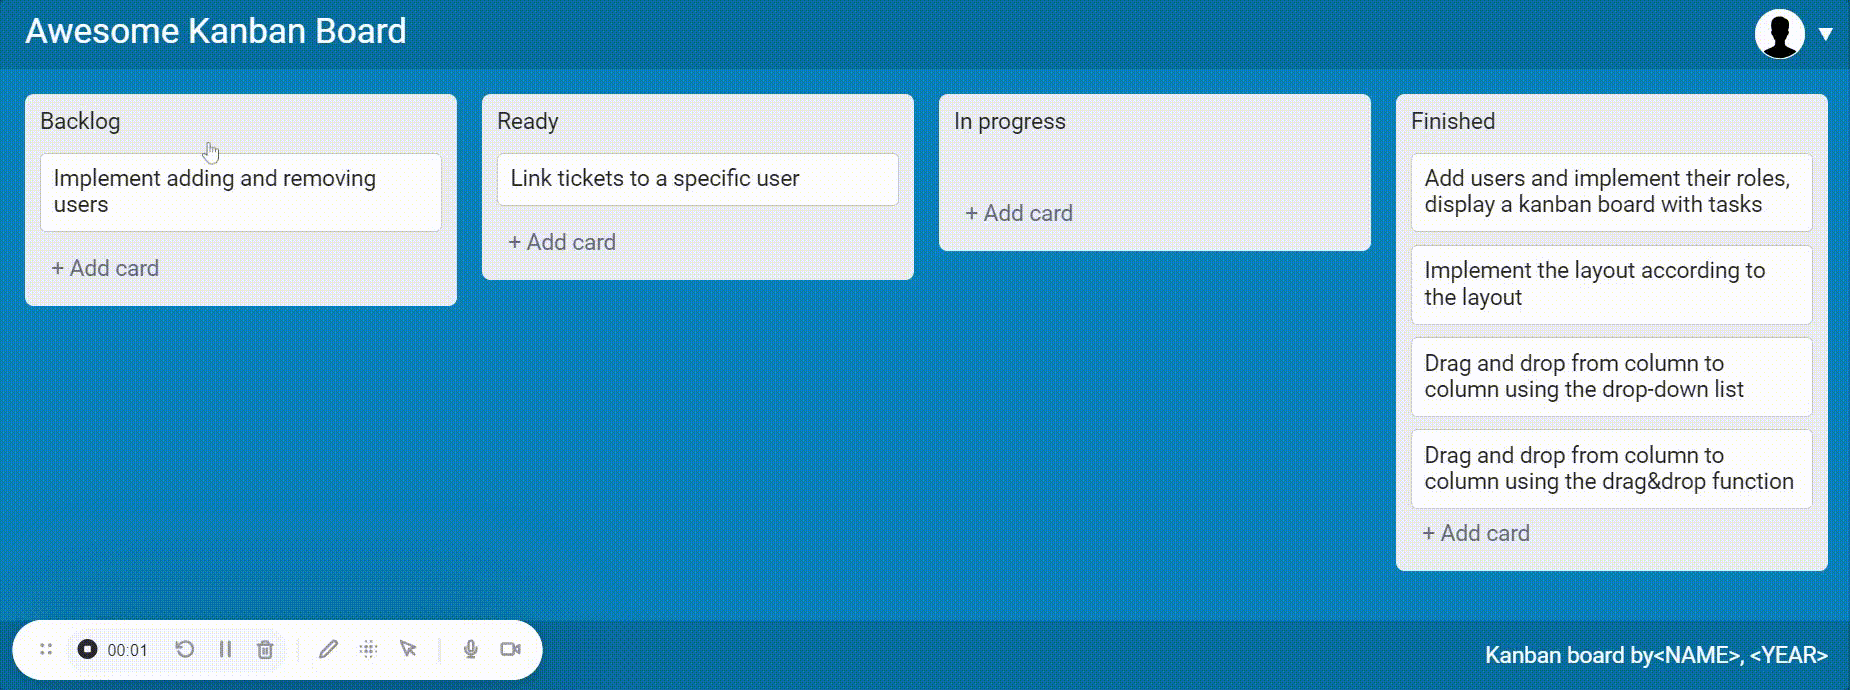 Awesome Kanban Board
Backlog
Implement adding and removing
users
+ Add card
Ready
Link tickets to a specific user
+ Add card
In progress
+ Add card
Finished
Add users and implement their roles,
display a kanban board with tasks
Implement the layout according to
the layout
Drag and drop from column to
column using the drop-down list
Drag and drop from column to
column using the drag&drop function
+ Add card
00:01
Kanban board by<NAME>, <YEAR>